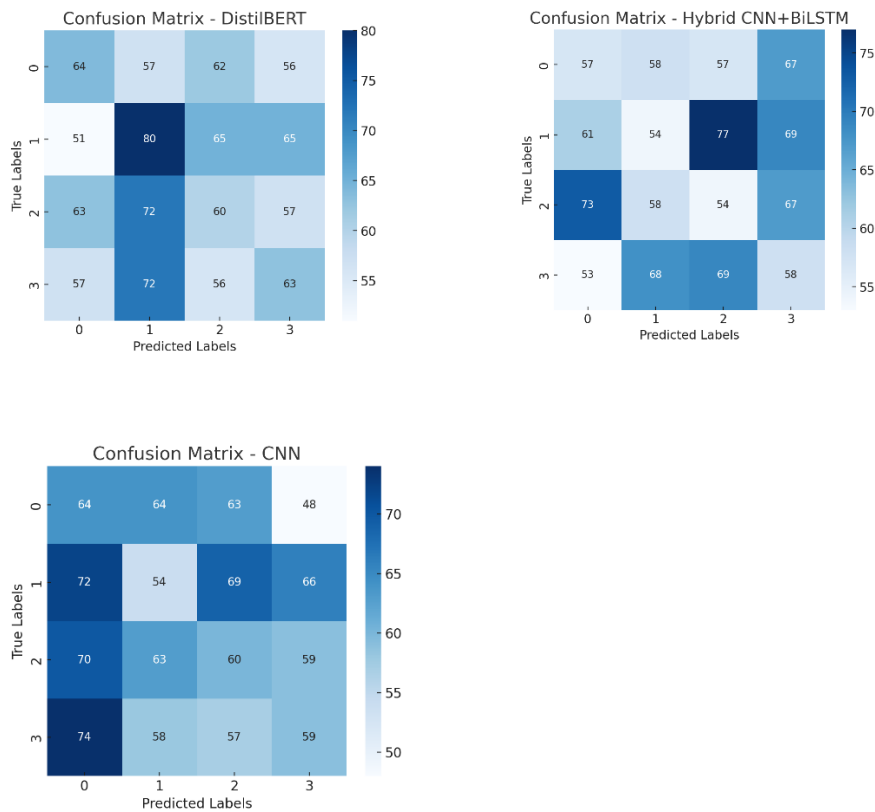 Confusion Matrix - DistilBERT
80
0 64 57 62 56
75
1 51 80 65 65
70
True Labels
65
2 63 72 60 57
60
3 57 72 56 63
55
0 1 2 3
Predicted Labels
Confusion Matrix - Hybrid CNN+BiLSTM
75
0 57 58 57 67
70
1 61 54 77 69
True Labels
65
2 73 58 54 67
60
3 53 68 69 58
55
0 1 2 3
Predicted Labels
Confusion Matrix - CNN
0 64 64 63 48
70
1 72 54 69 66
65
True Labels
60
2 70 63 60 59
55
3 74 58 57 59
50
0 1 2 3
Predicted Labels